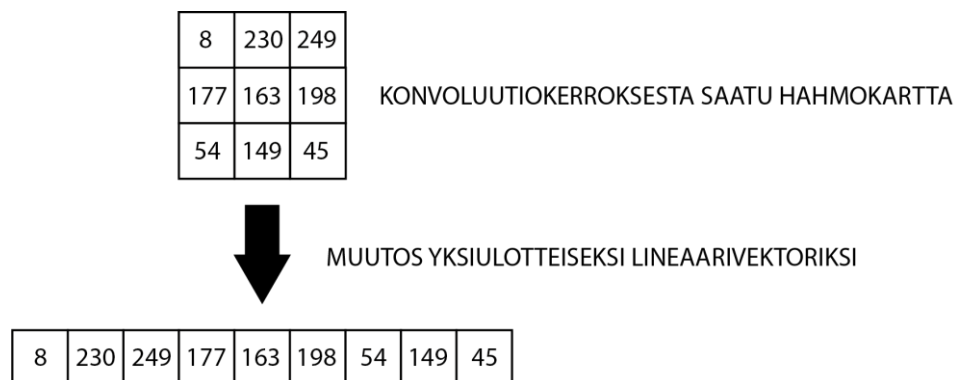 8 230 249
177 163 198
KONVOLUUTIOKERROKSESTA SAATU HAHMOKARTTA
54 149 45
MUUTOS YKSIULOTTEISEKSI LINEAARIVEKTORIKSI
8 230 249 177 163 198 54 149 45